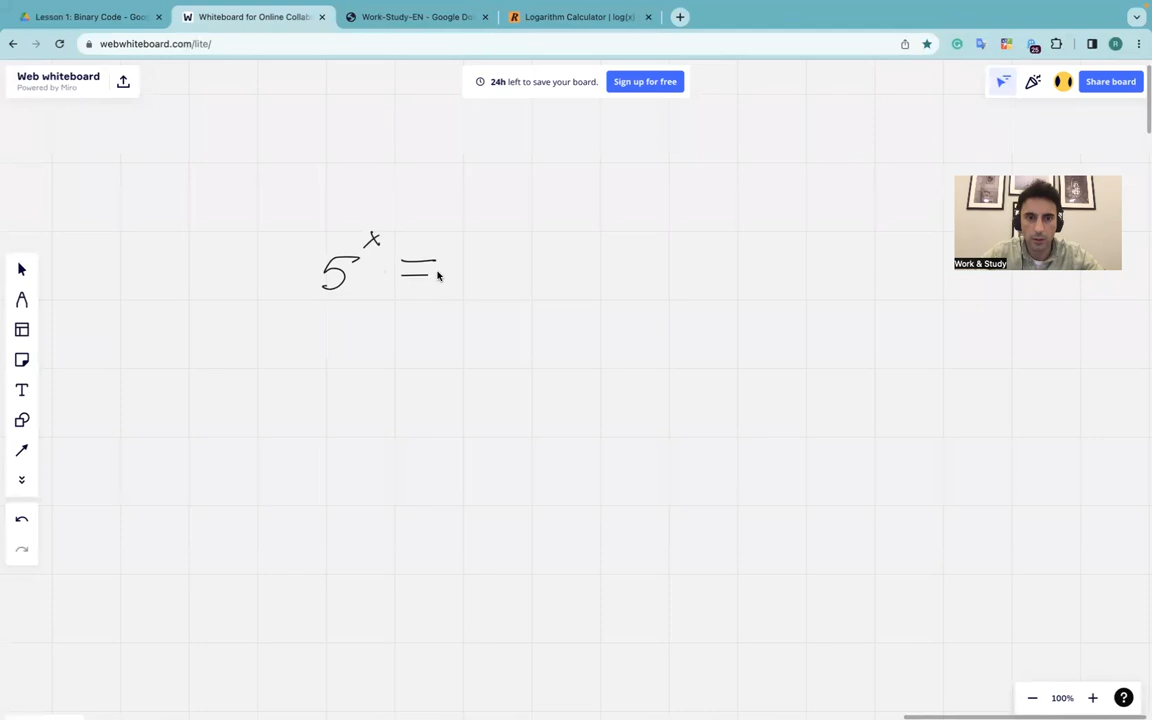 Lesson 1: Binary Code - Goo
Whiteboard for Online Collab
Work-Study-EN - Google Do
Logarithm Calculator | log(x)
webwhiteboard.com/lite/
25
R
Web whiteboard
Powered by Miro
24h left to save your board.
Sign up for free
Share board
5^x =
Work & Study
T
100%
?